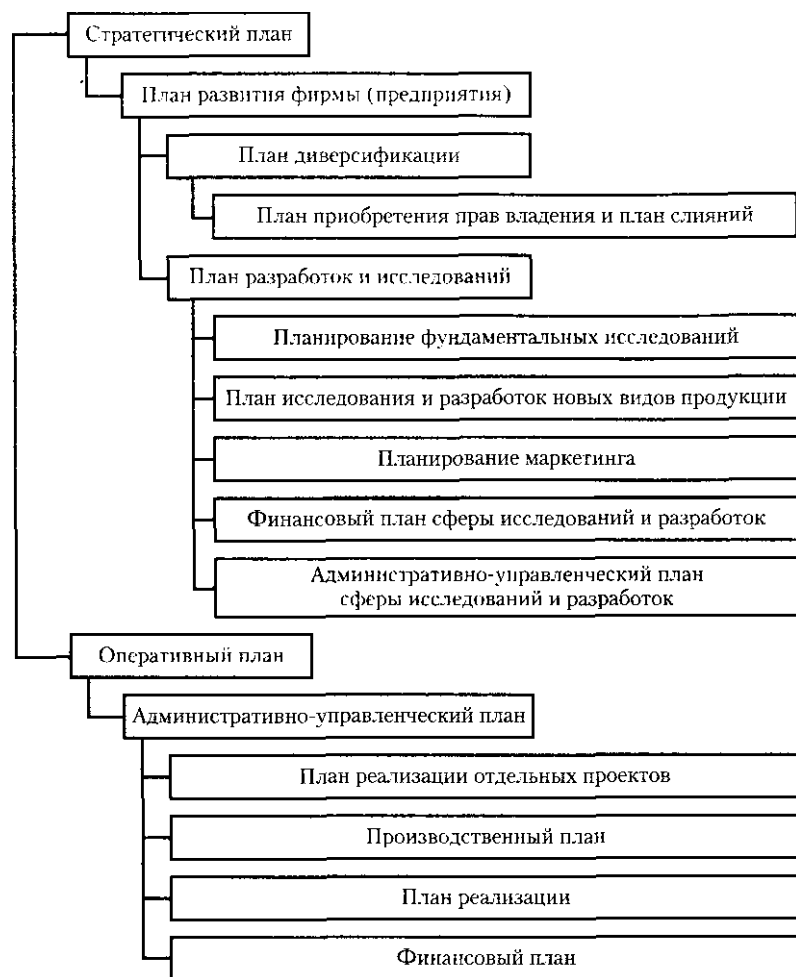 Стратегический план
План развития фирмы (предприятия)
План диверсификации
План приобретения прав владения и план слияний
План разработок и исследований
Планирование фундаментальных исследований
План исследования и разработок новых видов продукции
Планирование маркетинга
Финансовый план сферы исследований и разработок
Административно-управленческий план
сферы исследований и разработок
Оперативный план
Административно-управленческий план
План реализации отдельных проектов
Производственный план
План реализации
Финансовый план